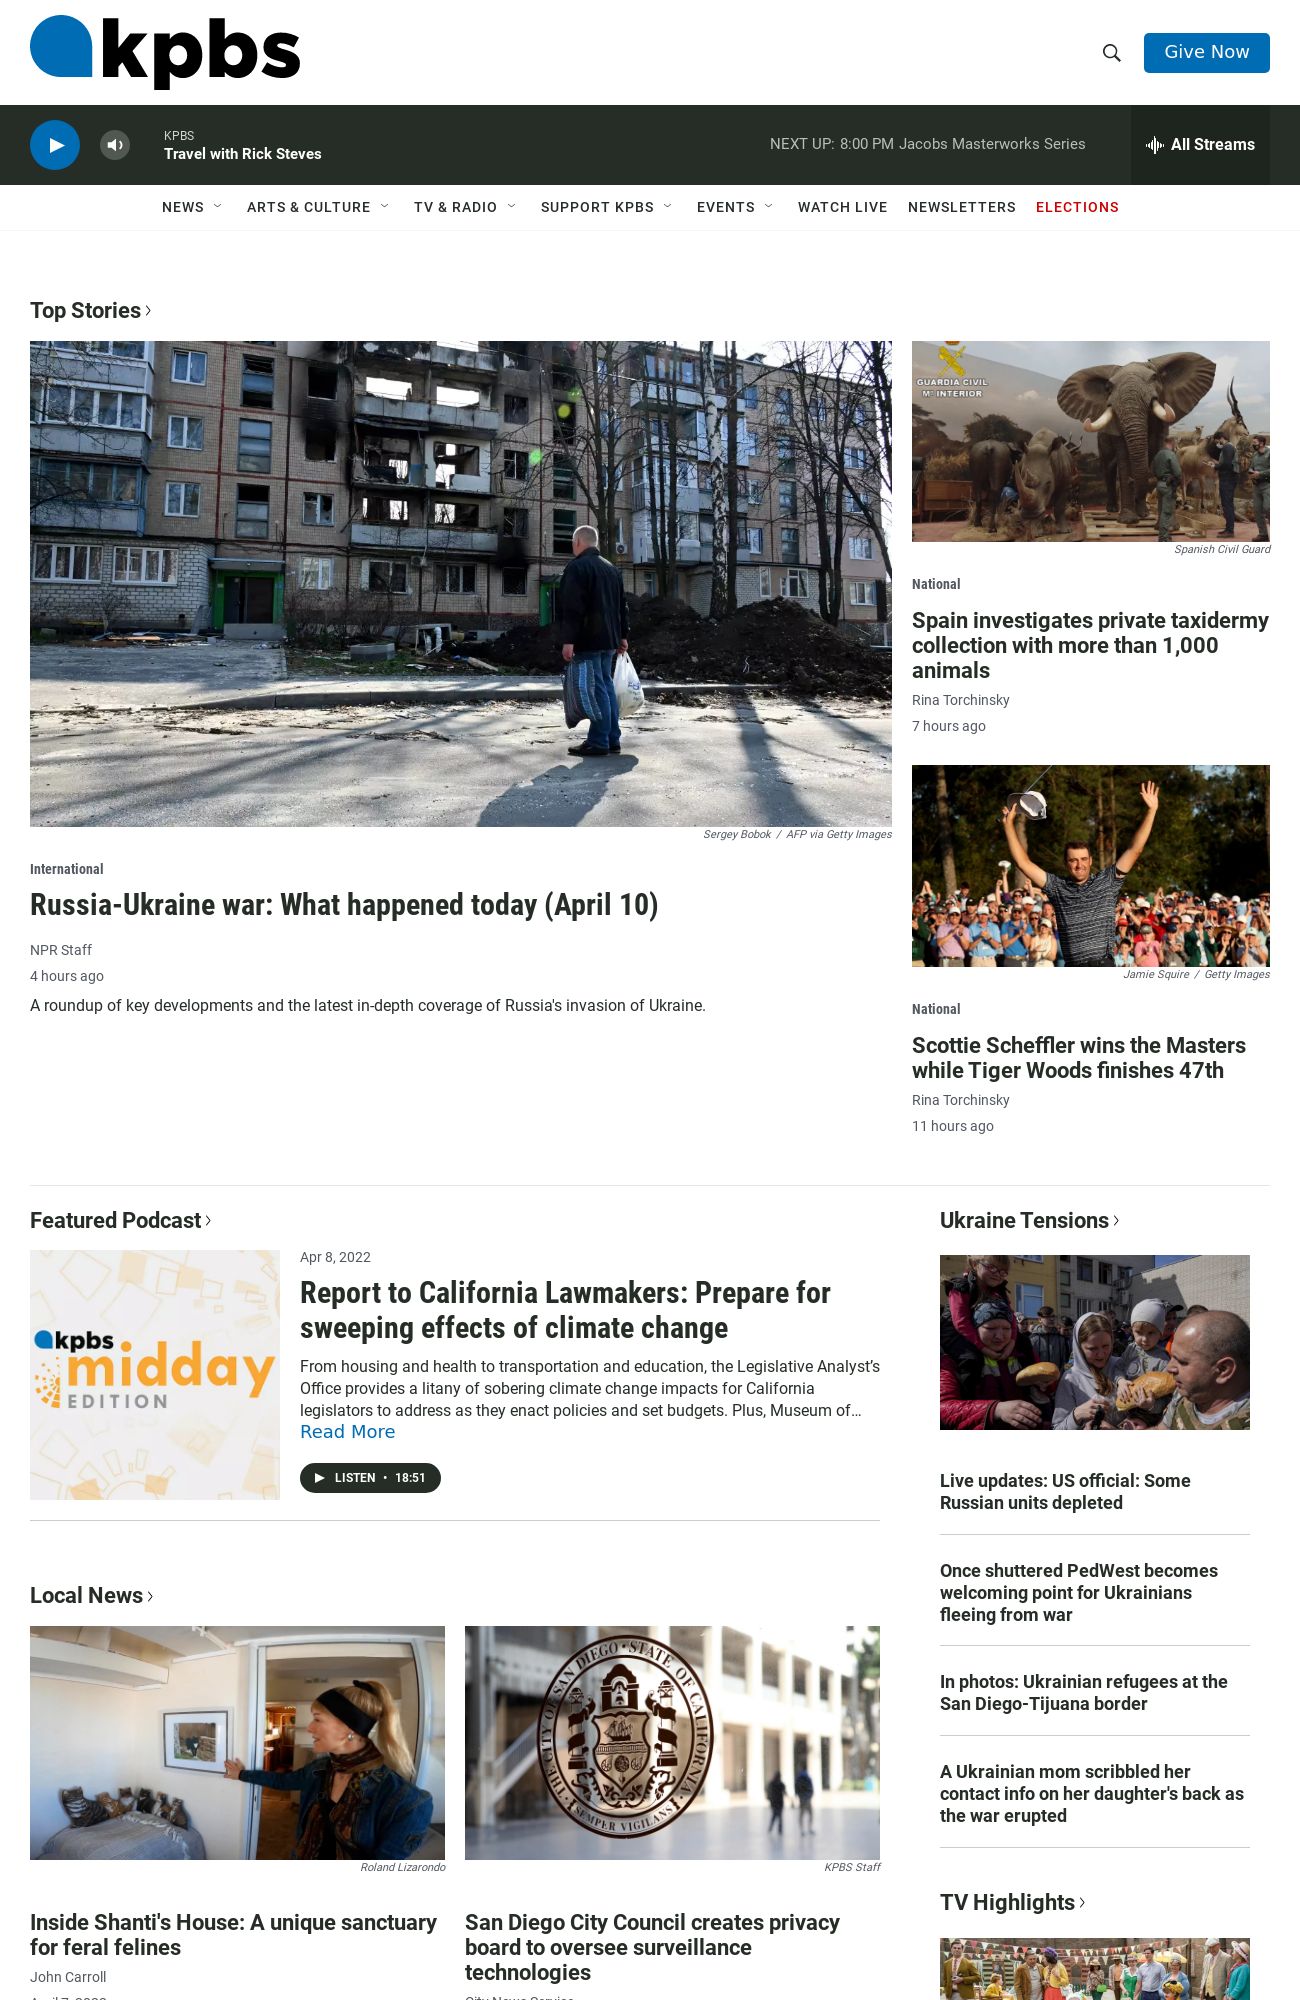 kpbs
Give Now
KPBS
Travel with Rick Steves
NEXT UP: 8:00 PM Jacobs Masterworks Series
All Streams
NEWS
ARTS & CULTURE
TV & RADIO
SUPPORT KPBS
EVENTS
WATCH LIVE
NEWSLETTERS
ELECTIONS
Top Stories
Sergey Bobok / AFP via Getty Images
International
Russia-Ukraine war: What happened today (April 10)
NPR Staff
4 hours ago
A roundup of key developments and the latest in-depth coverage of Russia's invasion of Ukraine.
GUARDIA CIVIL
Mº INTERIOR
Spanish Civil Guard
National
Spain investigates private taxidermy
collection with more than 1,000
animals
Rina Torchinsky
7 hours ago
Jamie Squire / Getty Images
National
Scottie Scheffler wins the Masters
while Tiger Woods finishes 47th
Rina Torchinsky
11 hours ago
Featured Podcast
kpbs
midday
EDITION
Apr 8, 2022
Report to California Lawmakers: Prepare for
sweeping effects of climate change
From housing and health to transportation and education, the Legislative Analyst’s
Office provides a litany of sobering climate change impacts for California
legislators to address as they enact policies and set budgets. Plus, Museum of…
Read More
LISTEN • 18:51
Ukraine Tensions
Live updates: US official: Some
Russian units depleted
Once shuttered PedWest becomes
welcoming point for Ukrainians
fleeing from war
In photos: Ukrainian refugees at the
San Diego-Tijuana border
A Ukrainian mom scribbled her
contact info on her daughter's back as
the war erupted
Local News
Roland Lizarondo
Inside Shanti's House: A unique sanctuary
for feral felines
John Carroll
THE CITY OF SAN DIEGO · STATE OF CALIFORNIA
SEMPER VIGILANS
KPBS Staff
San Diego City Council creates privacy
board to oversee surveillance
technologies
TV Highlights